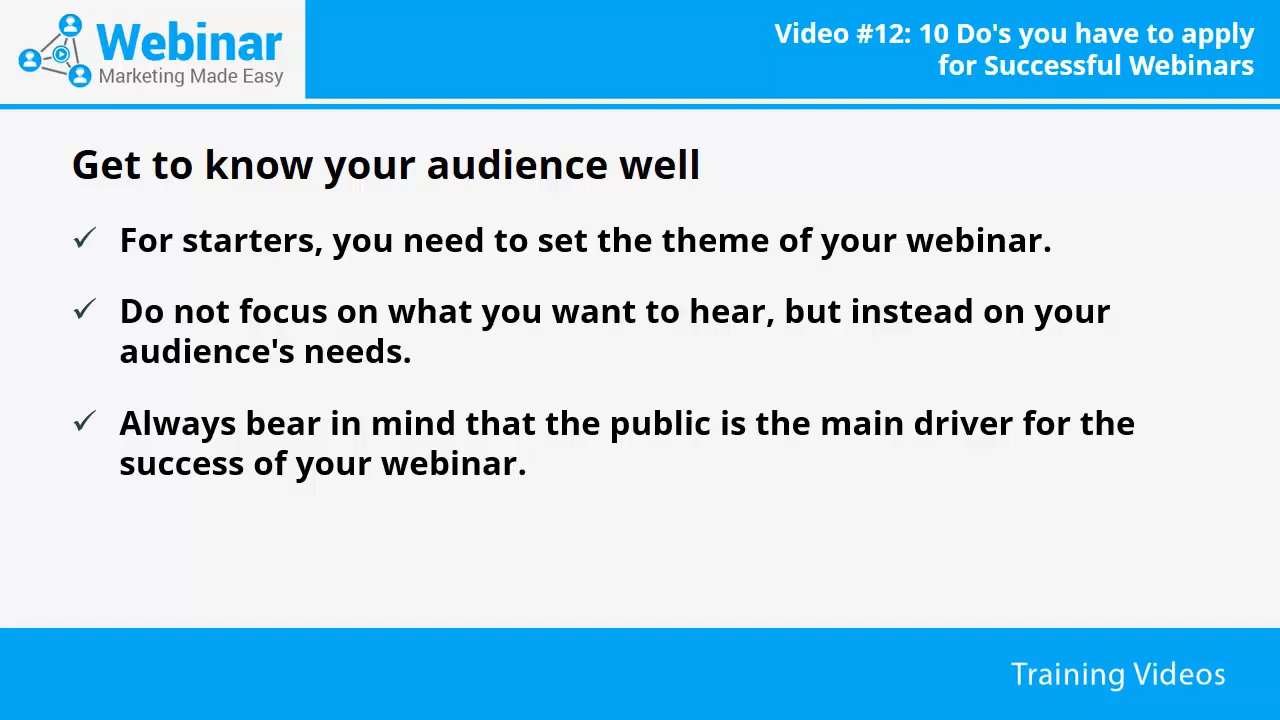 Webinar
Marketing Made Easy
Video #12: 10 Do's you have to apply
for Successful Webinars
Get to know your audience well
✓ For starters, you need to set the theme of your webinar.
✓ Do not focus on what you want to hear, but instead on your
audience's needs.
✓ Always bear in mind that the public is the main driver for the
success of your webinar.
Training Videos